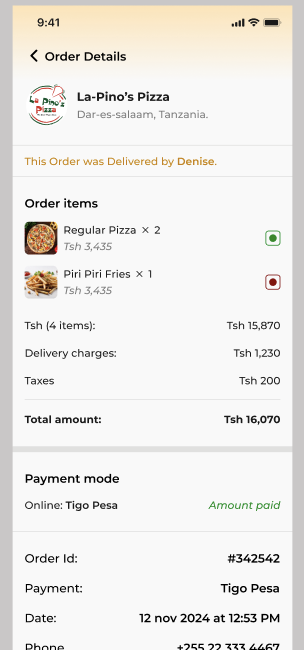 9:41
Order Details
La Pino's
Pizza
La-Pino's Pizza
Dar-es-salaam, Tanzania.
This Order was Delivered by Denise.
Order items
Regular Pizza × 2
Tsh 3,435
Piri Piri Fries × 1
Tsh 3,435
Tsh (4 items): Tsh 15,870
Delivery charges: Tsh 1,230
Taxes Tsh 200
Total amount: Tsh 16,070
Payment mode
Online: Tigo Pesa Amount paid
Order Id: #342542
Payment: Tigo Pesa
Date: 12 nov 2024 at 12:53 PM
Phone +255 22 333 4467